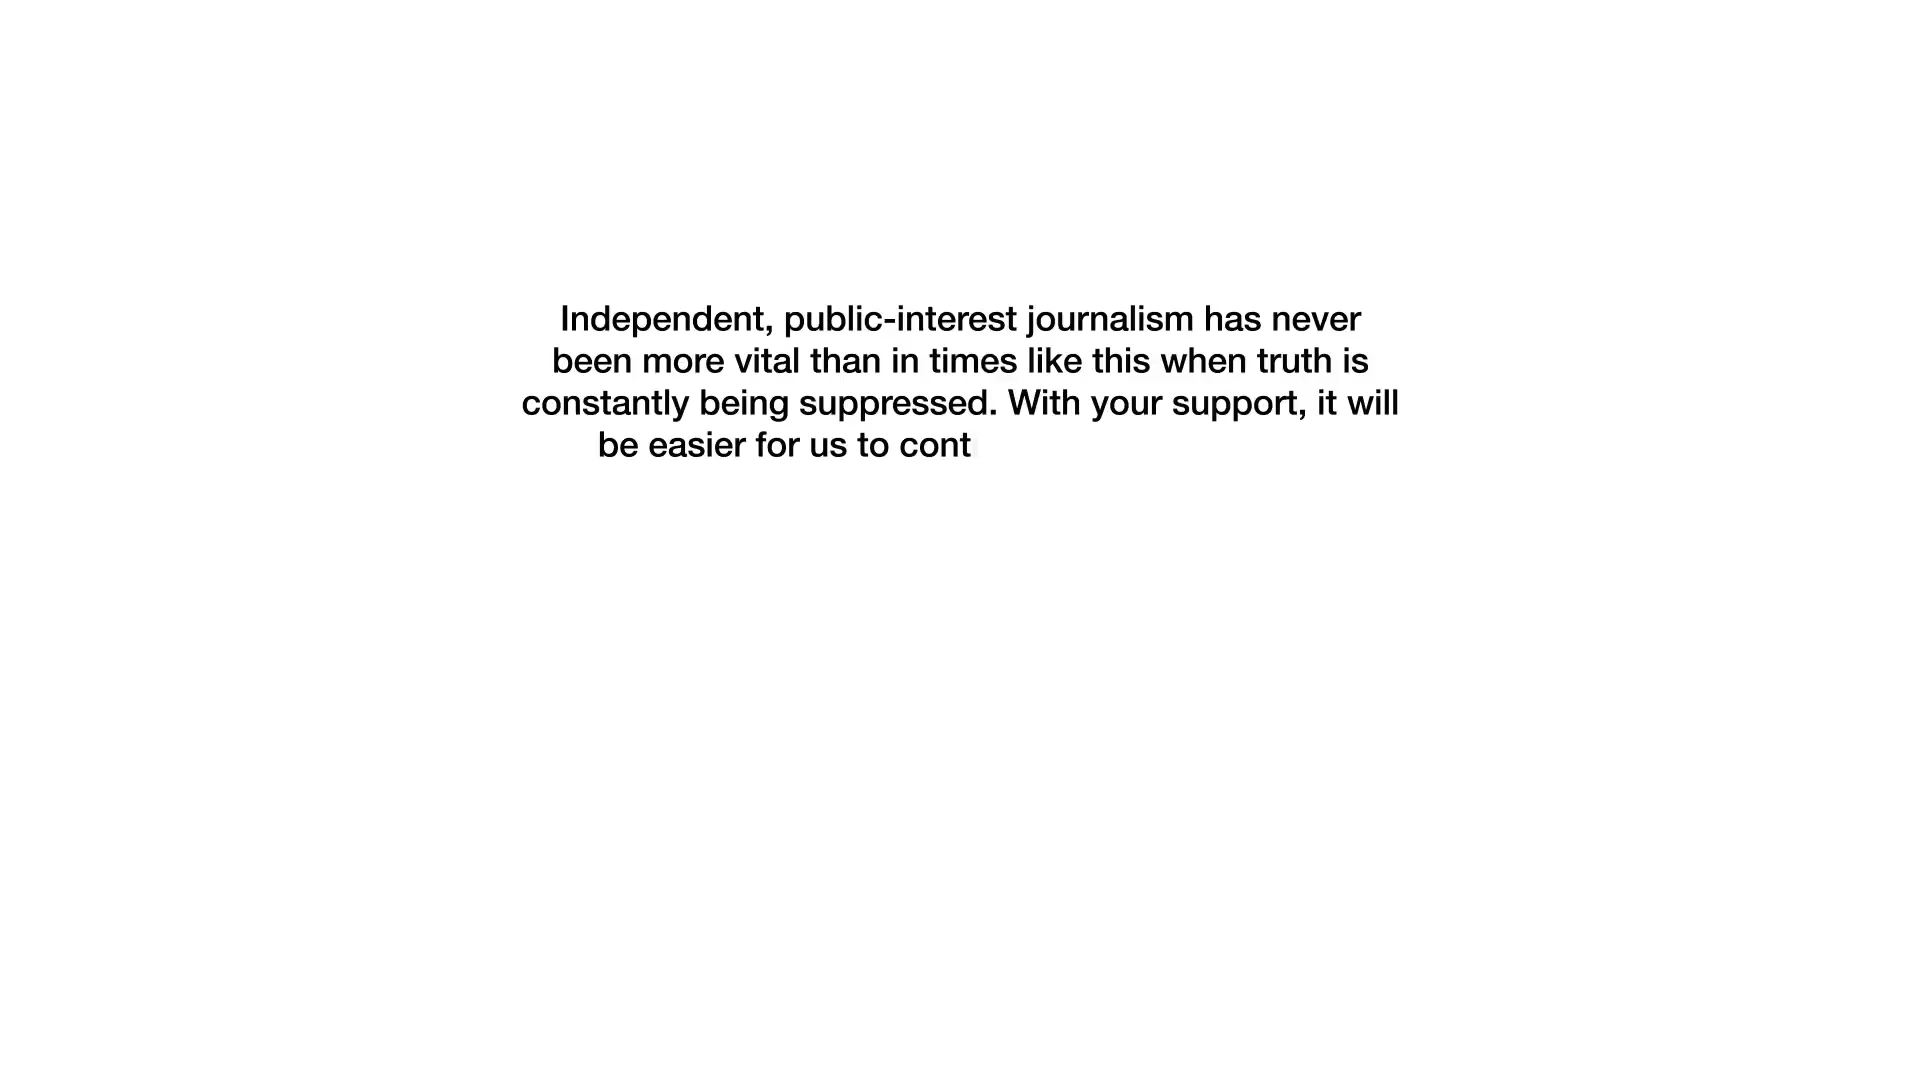 Independent, public-interest journalism has never
been more vital than in times like this when truth is
constantly being suppressed. With your support, it will
be easier for us to cont